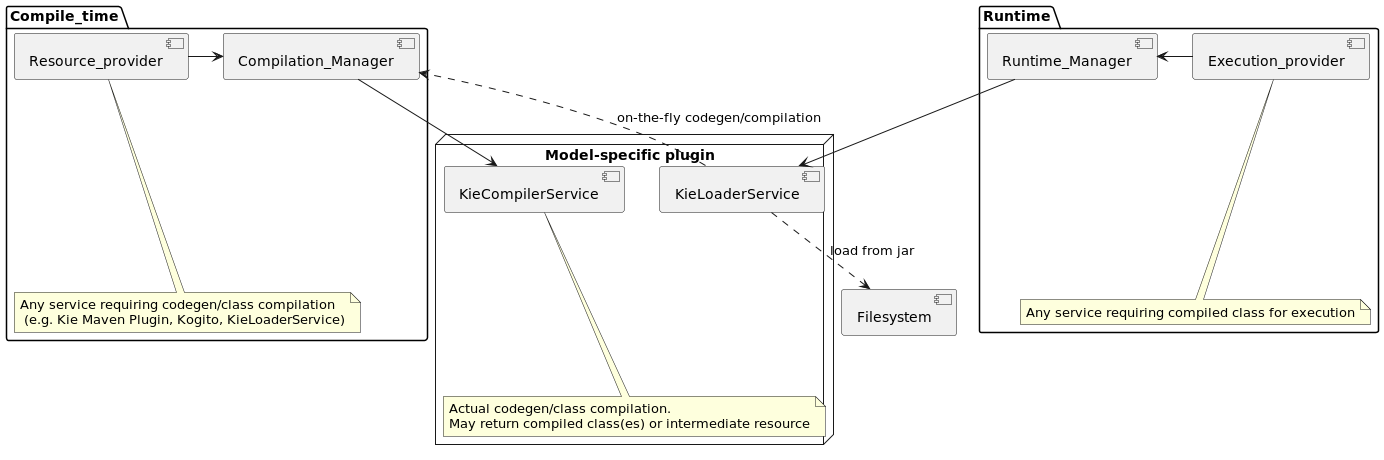 Compile_time
Runtime
Resource_provider
Compilation_Manager
Runtime_Manager
Execution_provider
on-the-fly codegen/compilation
Model-specific plugin
KieCompilerService
KieLoaderService
load from jar
Any service requiring codegen/class compilation
(e.g. Kie Maven Plugin, Kogito, KieLoaderService)
Filesystem
Any service requiring compiled class for execution
Actual codegen/class compilation.
May return compiled class(es) or intermediate resource